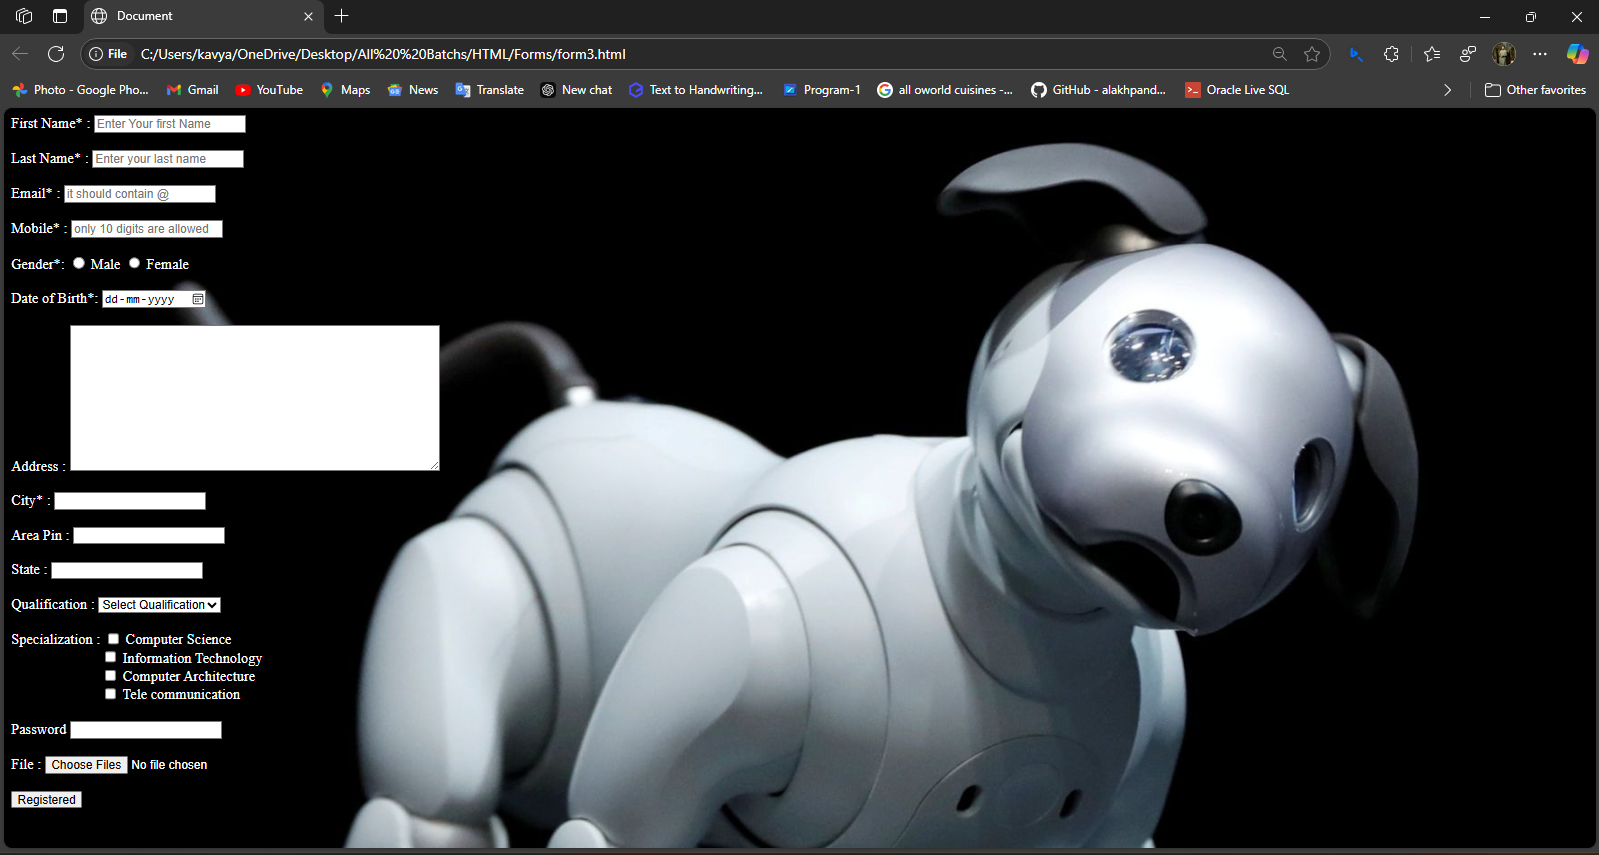 Document
File C:/Users/kavya/OneDrive/Desktop/All%20%20Batchs/HTML/Forms/form3.html
Photo - Google Pho... Gmail YouTube Maps News Translate New chat Text to Handwriting... Program-1 all oworld cuisines -... GitHub - alakhpand... Oracle Live SQL Other favorites
First Name* : Enter Your first Name
Last Name* : Enter your last name
Email* : it should contain @
Mobile* : only 10 digits are allowed
Gender*: Male Female
Date of Birth*: dd-mm-yyyy
Address :
City* :
Area Pin :
State :
Qualification : Select Qualification
Specialization : Computer Science
Information Technology
Computer Architecture
Tele communication
Password
File : Choose Files No file chosen
Registered